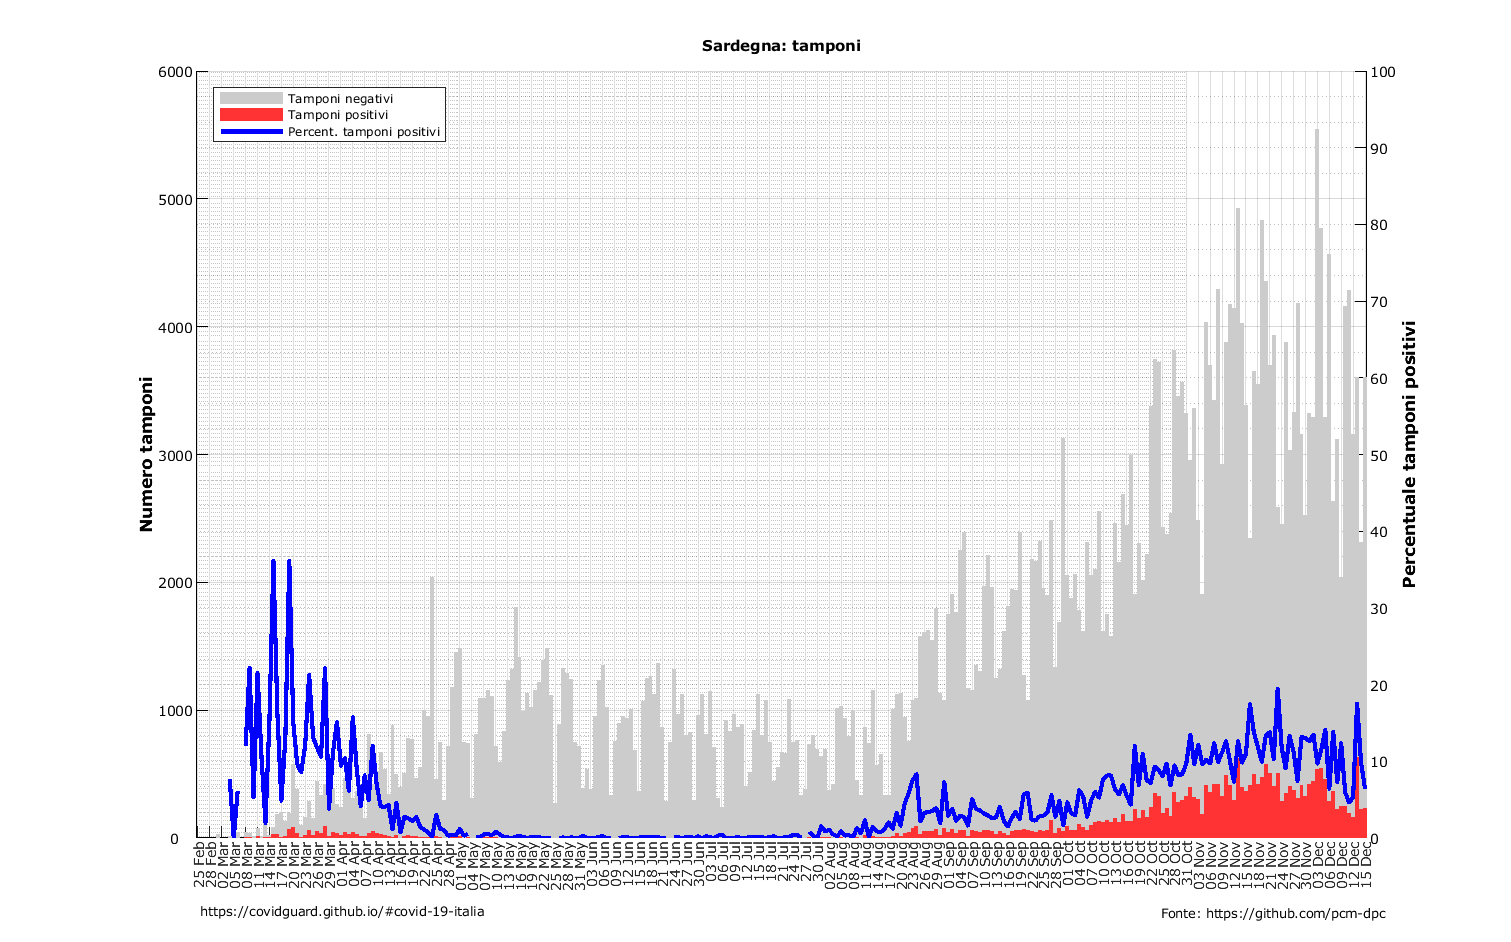 Sardegna: tamponi
Tamponi negativi
Tamponi positivi
Percent. tamponi positivi
Numero tamponi
6000
5000
4000
3000
2000
1000
0
Percentuale tamponi positivi
100
90
80
70
60
50
40
30
20
10
0
25 Feb
28 Feb
02 Mar
05 Mar
08 Mar
11 Mar
14 Mar
17 Mar
20 Mar
23 Mar
26 Mar
29 Mar
01 Apr
04 Apr
07 Apr
10 Apr
13 Apr
16 Apr
19 Apr
22 Apr
25 Apr
28 Apr
01 May
04 May
07 May
10 May
13 May
16 May
19 May
22 May
25 May
28 May
31 May
03 Jun
06 Jun
09 Jun
12 Jun
15 Jun
18 Jun
21 Jun
24 Jun
27 Jun
30 Jun
03 Jul
06 Jul
09 Jul
12 Jul
15 Jul
18 Jul
21 Jul
24 Jul
27 Jul
30 Jul
02 Aug
05 Aug
08 Aug
11 Aug
14 Aug
17 Aug
20 Aug
23 Aug
26 Aug
29 Aug
01 Sep
04 Sep
07 Sep
10 Sep
13 Sep
16 Sep
19 Sep
22 Sep
25 Sep
28 Sep
01 Oct
04 Oct
07 Oct
10 Oct
13 Oct
16 Oct
19 Oct
22 Oct
25 Oct
28 Oct
31 Oct
03 Nov
06 Nov
09 Nov
12 Nov
15 Nov
18 Nov
21 Nov
24 Nov
27 Nov
30 Nov
03 Dec
06 Dec
09 Dec
12 Dec
15 Dec
https://covidguard.github.io/#covid-19-italia
Fonte: https://github.com/pcm-dpc